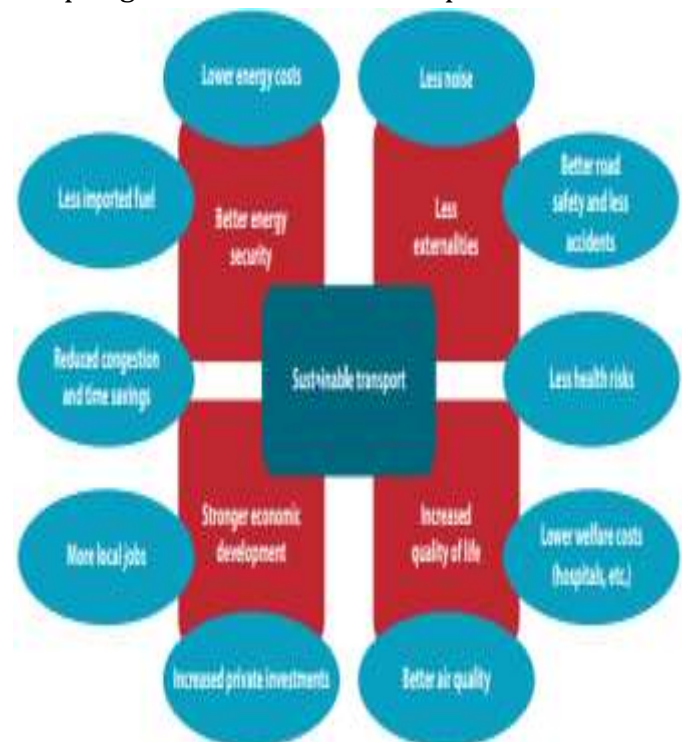 Lower energy costs
Less noise
Less imported fuel
Better energy
security
Less
externalities
Better road
safety and less
accidents
Reduced congestion
and time savings
Sustainable transport
Less health risks
More local jobs
Stronger economic
development
Increased
quality of life
Lower welfare costs
(hospitals, etc.)
Increased private investments
Better air quality